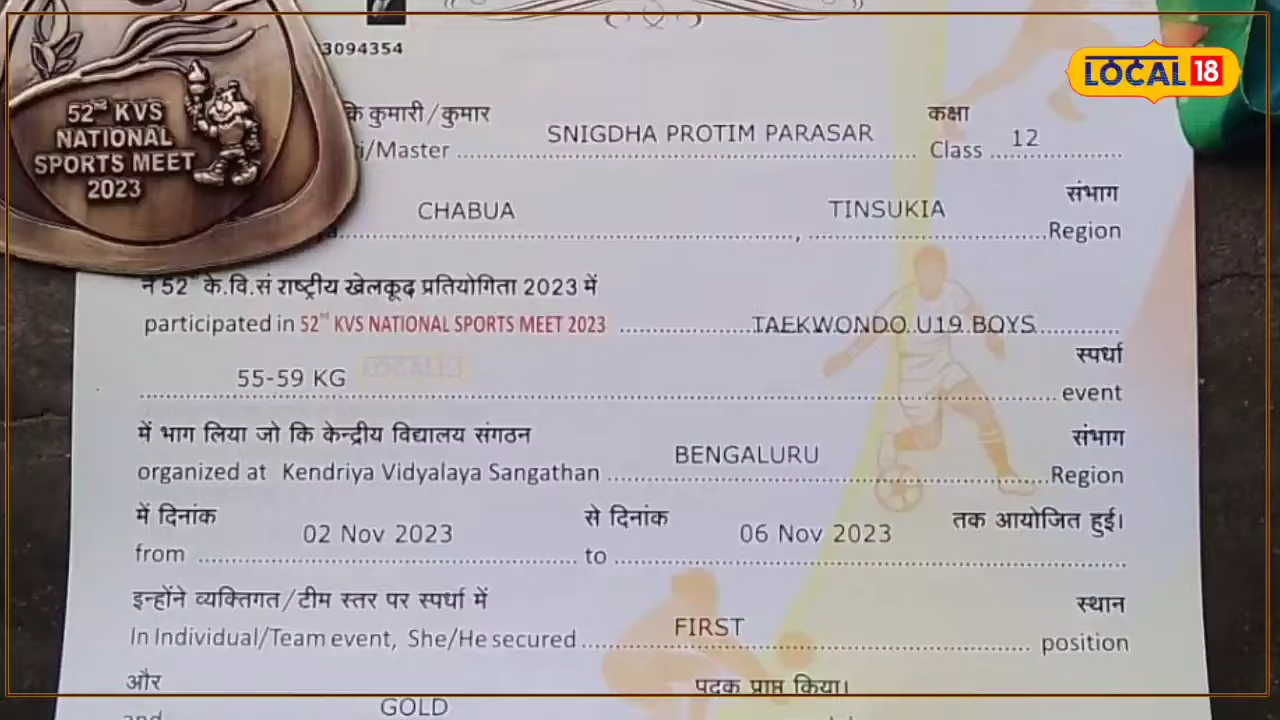 52nd KVS
NATIONAL
SPORTS MEET
2023
3094354
LOCAL 18
कि कुमारी/कुमार
कक्षा
i/Master SNIGDHA PROTIM PARASAR Class 12
संभाग
CHABUA, TINSUKIA Region
ने 52nd के.वि.सं राष्ट्रीय खेलकूद प्रतियोगिता 2023 में
participated in 52nd KVS NATIONAL SPORTS MEET 2023 TAEKWONDO U19 BOYS
स्पर्धा
LOCAL18
55-59 KG event
में भाग लिया जो कि केन्द्रीय विद्यालय संगठन संभाग
organized at Kendriya Vidyalaya Sangathan BENGALURU Region
में दिनांक से दिनांक तक आयोजित हुई।
from 02 Nov 2023 to 06 Nov 2023
इन्होंने व्यक्तिगत/टीम स्तर पर स्पर्धा में स्थान
In Individual/Team event, She/He secured FIRST position
और पदक प्राप्त किया।
and GOLD